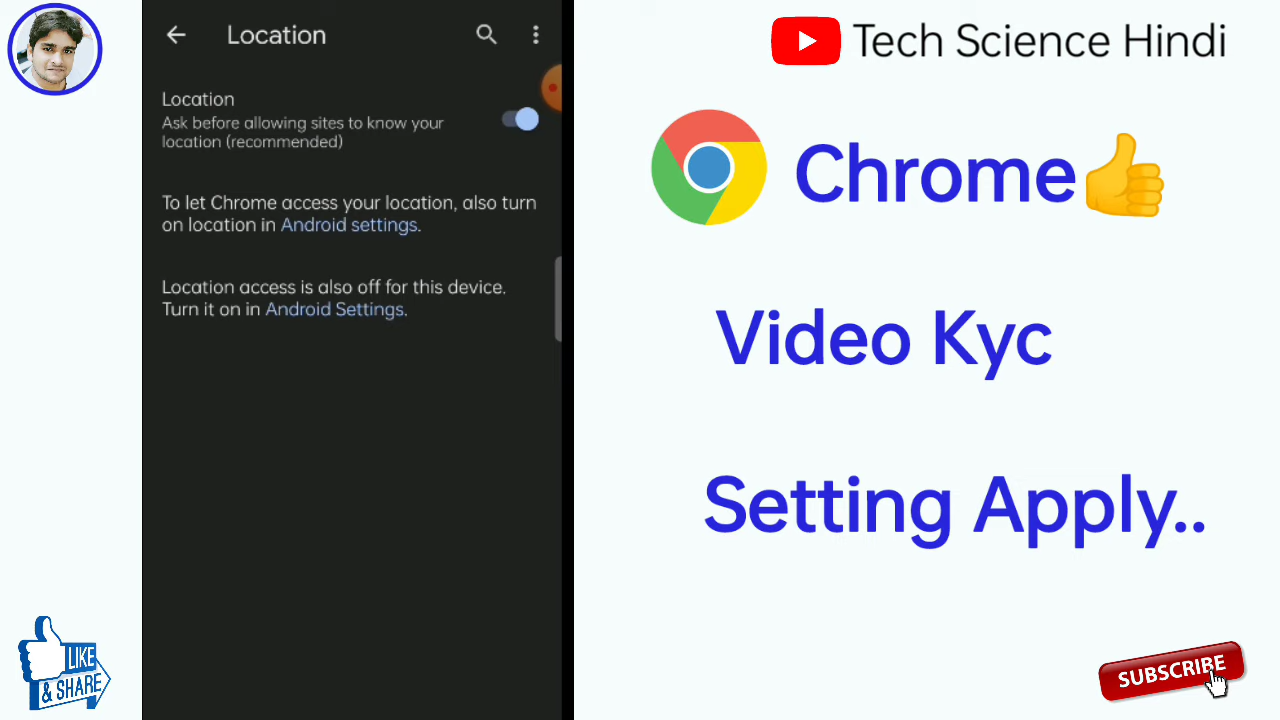 Location
Location
Ask before allowing sites to know your
location (recommended)
To let Chrome access your location, also turn
on location in Android settings.
Location access is also off for this device.
Turn it on in Android Settings.
Tech Science Hindi
Chrome👍
Video Kyc
Setting Apply..
LIKE
& SHARE
SUBSCRIBE